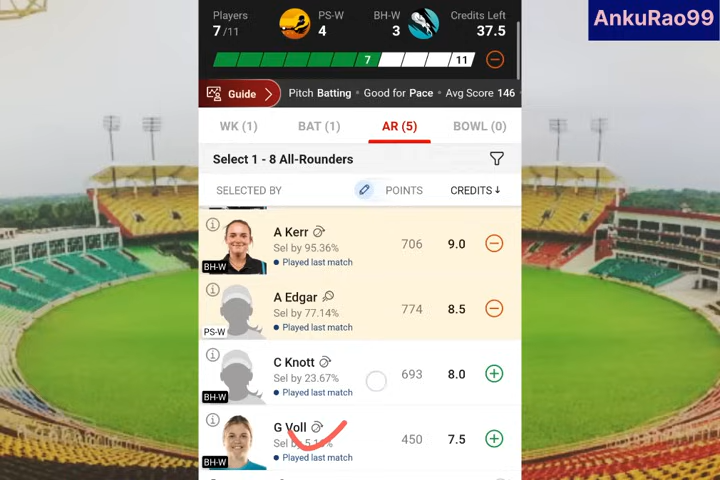 AnkuRao99
Players PS-W BH-W Credits Left
7/11 4 3 37.5
7 11
Guide Pitch Batting • Good for Pace • Avg Score 146
WK (1) BAT (1) AR (5) BOWL (0)
Select 1 - 8 All-Rounders
SELECTED BY POINTS CREDITS↓
A Kerr
Sel by 95.36% 706 9.0
Played last match
BH-W
A Edgar
Sel by 77.14% 774 8.5
Played last match
PS-W
C Knott
Sel by 23.67% 693 8.0
Played last match
BH-W
G Voll
Sel by 450 7.5
Played last match
BH-W